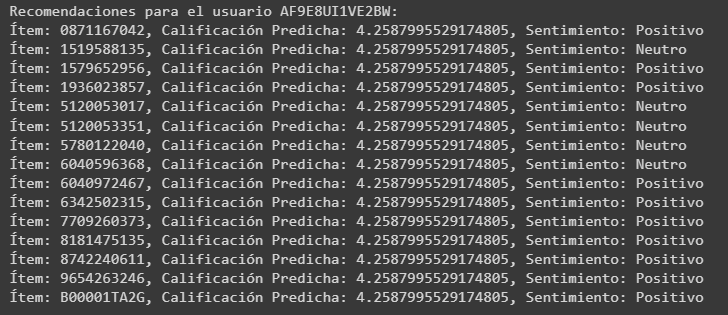 Recomendaciones para el usuario AF9E8UI1VE2BW:
Ítem: 0871167042, Calificación Predicha: 4.2587995529174805, Sentimiento: Positivo
Ítem: 1519588135, Calificación Predicha: 4.2587995529174805, Sentimiento: Neutro
Ítem: 1579652956, Calificación Predicha: 4.2587995529174805, Sentimiento: Positivo
Ítem: 1936023857, Calificación Predicha: 4.2587995529174805, Sentimiento: Positivo
Ítem: 5120053017, Calificación Predicha: 4.2587995529174805, Sentimiento: Neutro
Ítem: 5120053351, Calificación Predicha: 4.2587995529174805, Sentimiento: Neutro
Ítem: 5780122040, Calificación Predicha: 4.2587995529174805, Sentimiento: Neutro
Ítem: 6040596368, Calificación Predicha: 4.2587995529174805, Sentimiento: Neutro
Ítem: 6040972467, Calificación Predicha: 4.2587995529174805, Sentimiento: Positivo
Ítem: 6342502315, Calificación Predicha: 4.2587995529174805, Sentimiento: Positivo
Ítem: 7709260373, Calificación Predicha: 4.2587995529174805, Sentimiento: Positivo
Ítem: 8181475135, Calificación Predicha: 4.2587995529174805, Sentimiento: Positivo
Ítem: 8742240611, Calificación Predicha: 4.2587995529174805, Sentimiento: Positivo
Ítem: 9654263246, Calificación Predicha: 4.2587995529174805, Sentimiento: Positivo
Ítem: B00001TA2G, Calificación Predicha: 4.2587995529174805, Sentimiento: Positivo